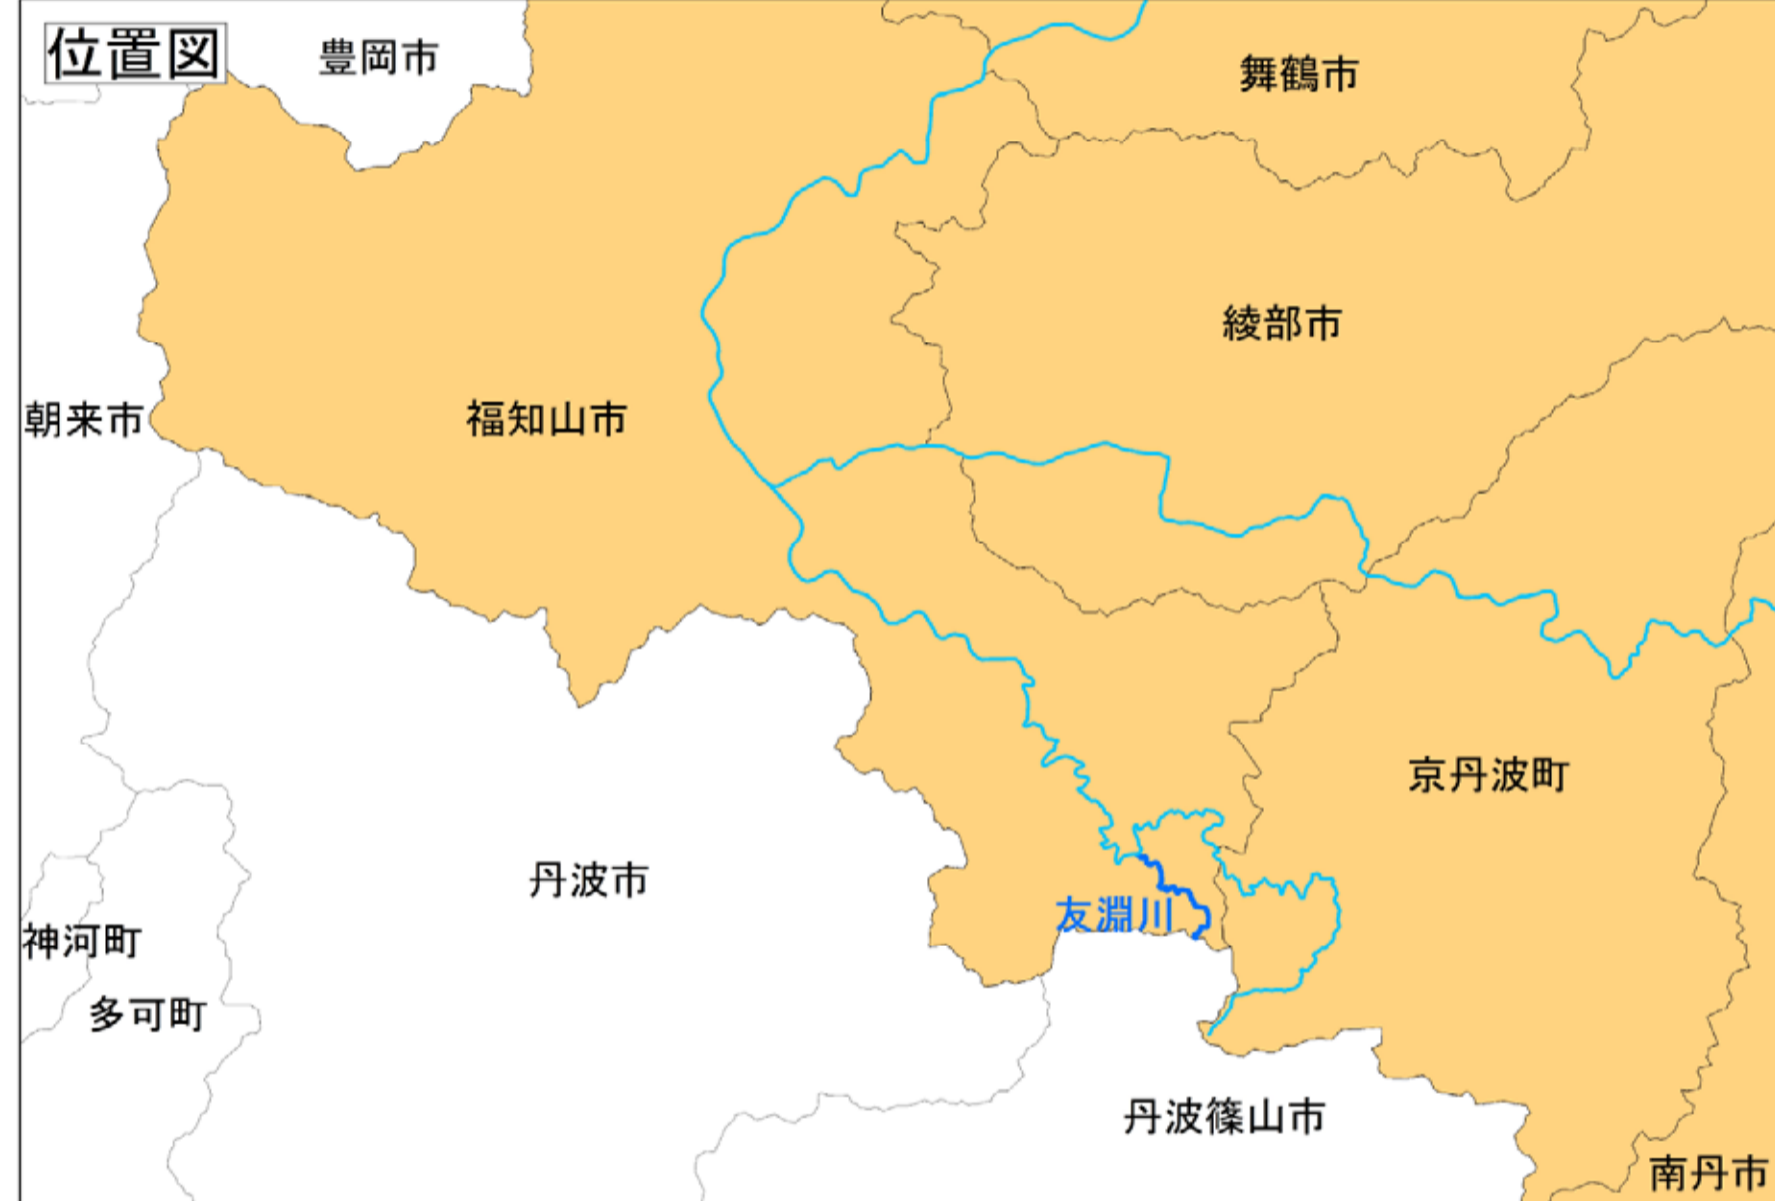 位置図
豊岡市
舞鶴市
綾部市
朝来市
福知山市
京丹波町
丹波市
友淵川
神河町
多可町
丹波篠山市
南丹市